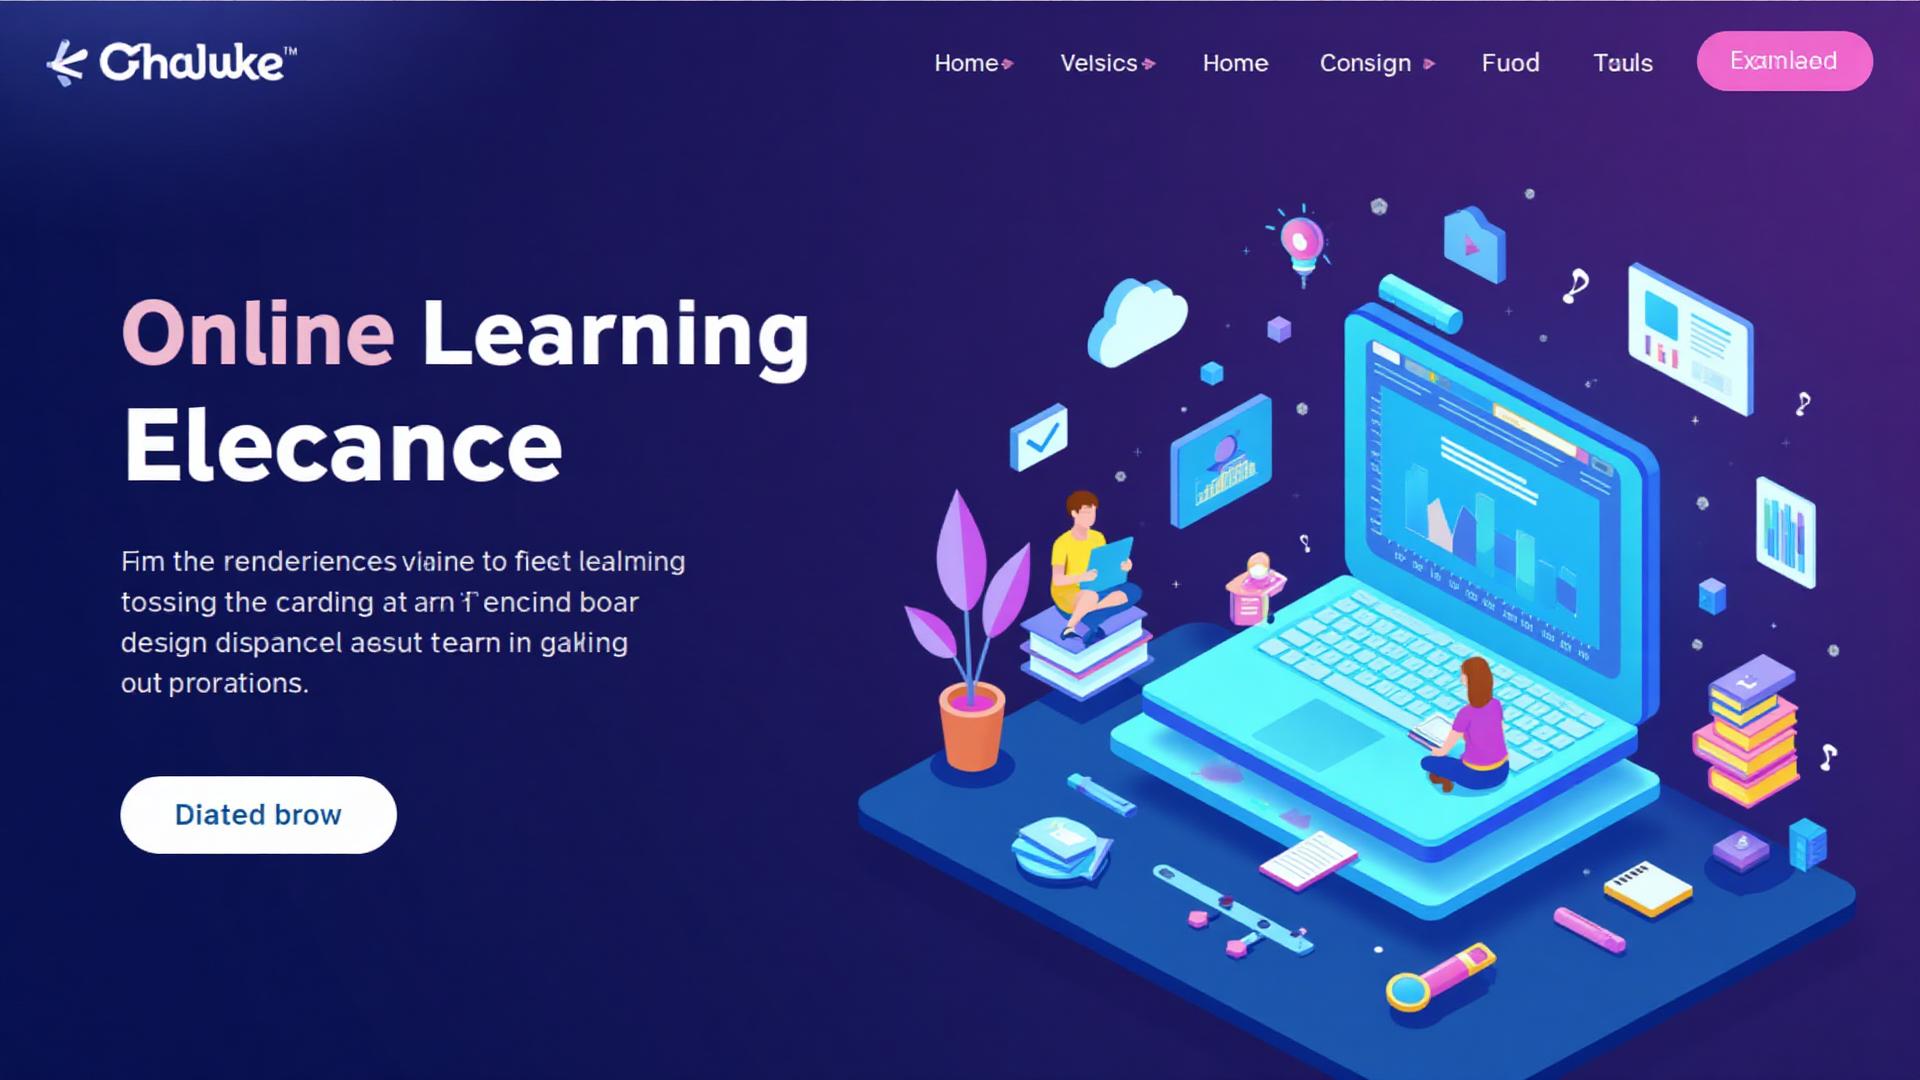 Chaluke™
Home Velsics Home Consign Fuod Tauls Examlaed
Online Learning
Elecance
Fim the renderiences viaine to fiect lealming
tossing the carding at arn T encind boar
design dispancel aesut tearn in galking
out prorations.
Diated brow